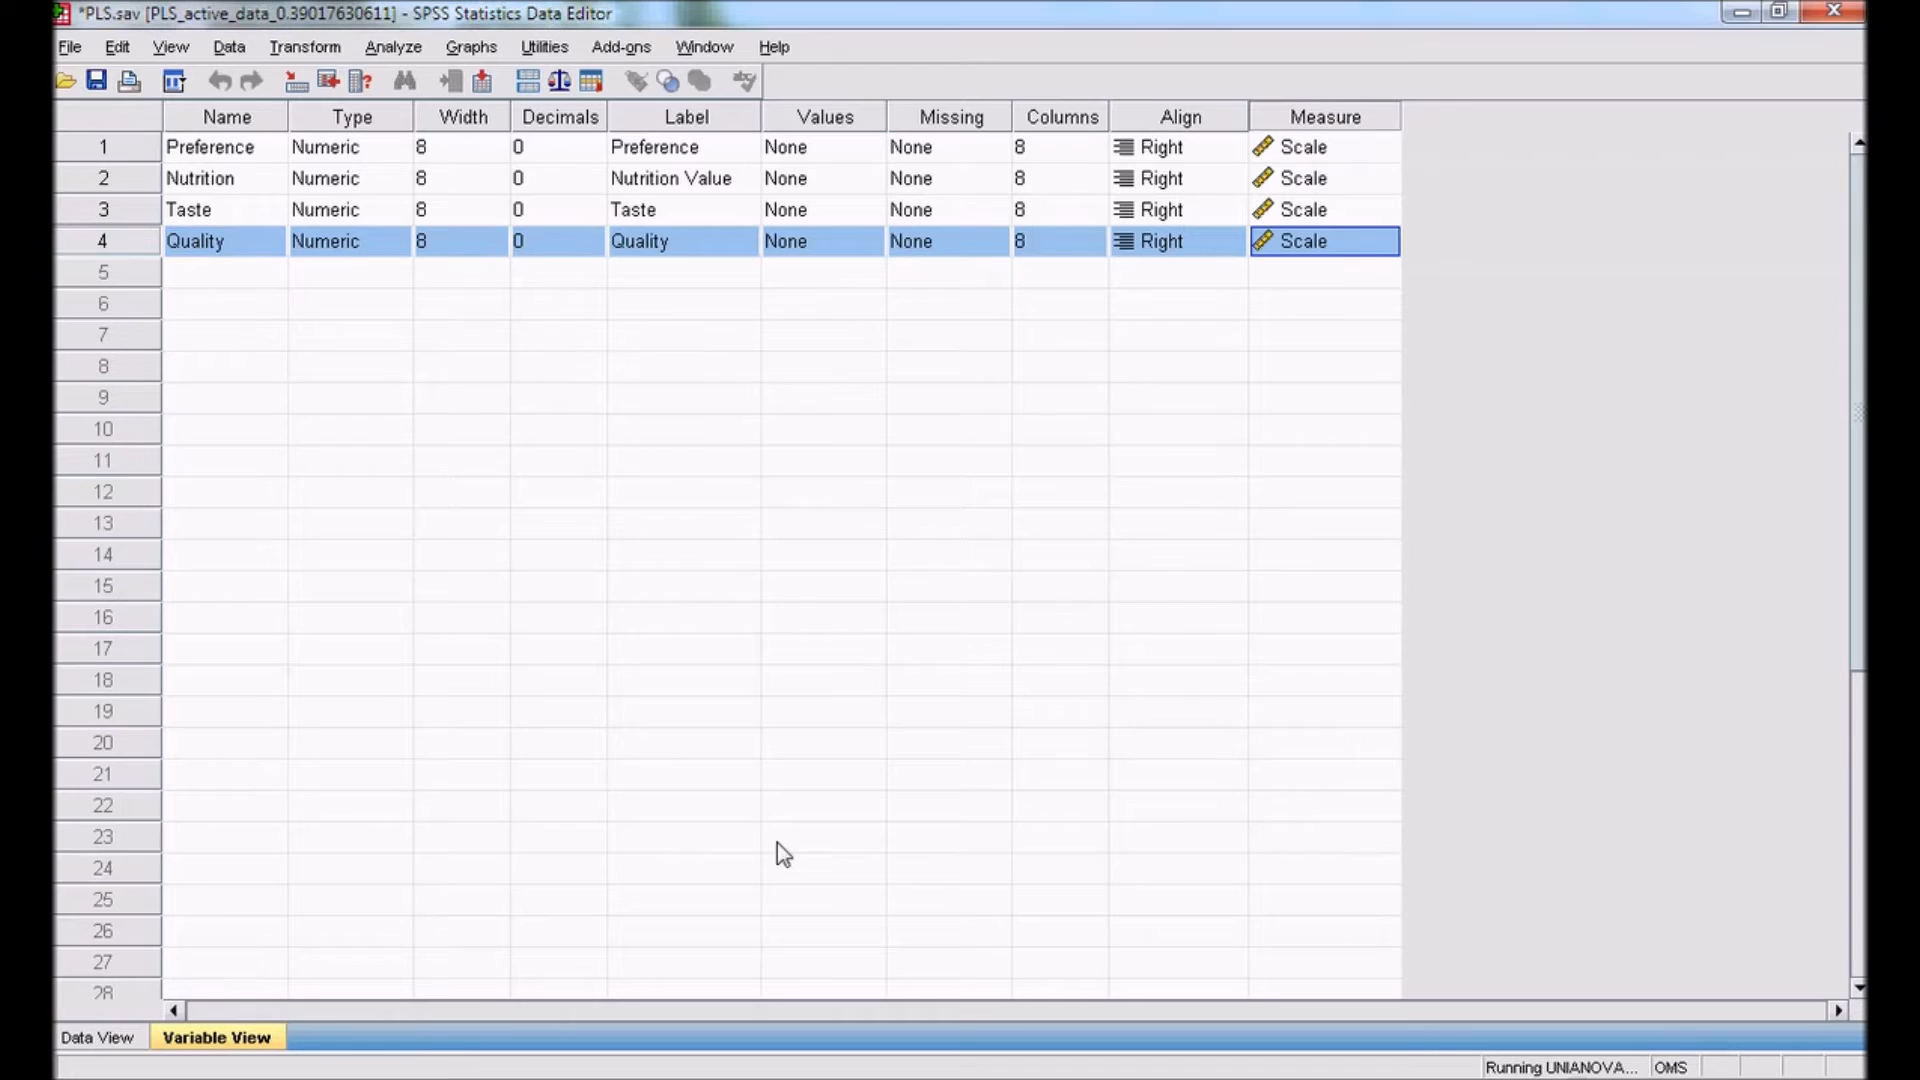 *PLS.sav [PLS_active_data_0.39017630611] - SPSS Statistics Data Editor
File Edit View Data Transform Analyze Graphs Utilities Add-ons Window Help
Name Type Width Decimals Label Values Missing Columns Align Measure
1 Preference Numeric 8 0 Preference None None 8 Right Scale
2 Nutrition Numeric 8 0 Nutrition Value None None 8 Right Scale
3 Taste Numeric 8 0 Taste None None 8 Right Scale
4 Quality Numeric 8 0 Quality None None 8 Right Scale
5
6
7
8
9
10
11
12
13
14
15
16
17
18
19
20
21
22
23
24
25
26
27
28
Data View Variable View
Running UNIANOVA... OMS